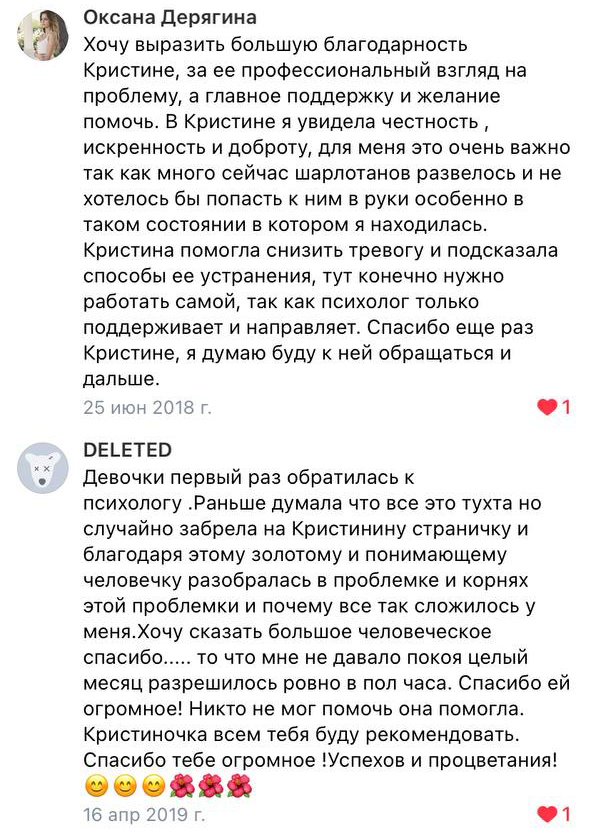 Оксана Дерягина
Хочу выразить большую благодарность
Кристине, за ее профессиональный взгляд на
проблему, а главное поддержку и желание
помочь. В Кристине я увидела честность ,
искренность и доброту, для меня это очень важно
так как много сейчас шарлотанов развелось и не
хотелось бы попасть к ним в руки особенно в
таком состоянии в котором я находилась.
Кристина помогла снизить тревогу и подсказала
способы ее устранения, тут конечно нужно
работать самой, так как психолог только
поддерживает и направляет. Спасибо еще раз
Кристине, я думаю буду к ней обращаться и
дальше.
25 июн 2018 г.
1
DELETED
Девочки первый раз обратилась к
психологу .Раньше думала что все это тухта но
случайно забрела на Кристинину страничку и
благодаря этому золотому и понимающему
человечку разобралась в проблемке и корнях
этой проблемки и почему все так сложилось у
меня.Хочу сказать большое человеческое
спасибо..... то что мне не давало покоя целый
месяц разрешилось ровно в пол часа. Спасибо ей
огромное! Никто не мог помочь она помогла.
Кристиночка всем тебя буду рекомендовать.
Спасибо тебе огромное !Успехов и процветания!
😊😊😊🌺🌺🌺
16 апр 2019 г.
1